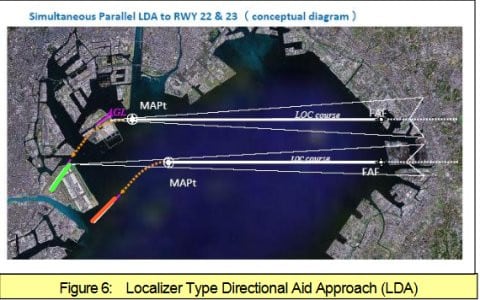 Simultaneous Parallel LDA to RWY 22 & 23 ( conceptual diagram )
AGL
MAPt
LOC course
FAF
LOC course
FAF
MAPt
Figure 6: Localizer Type Directional Aid Approach (LDA)